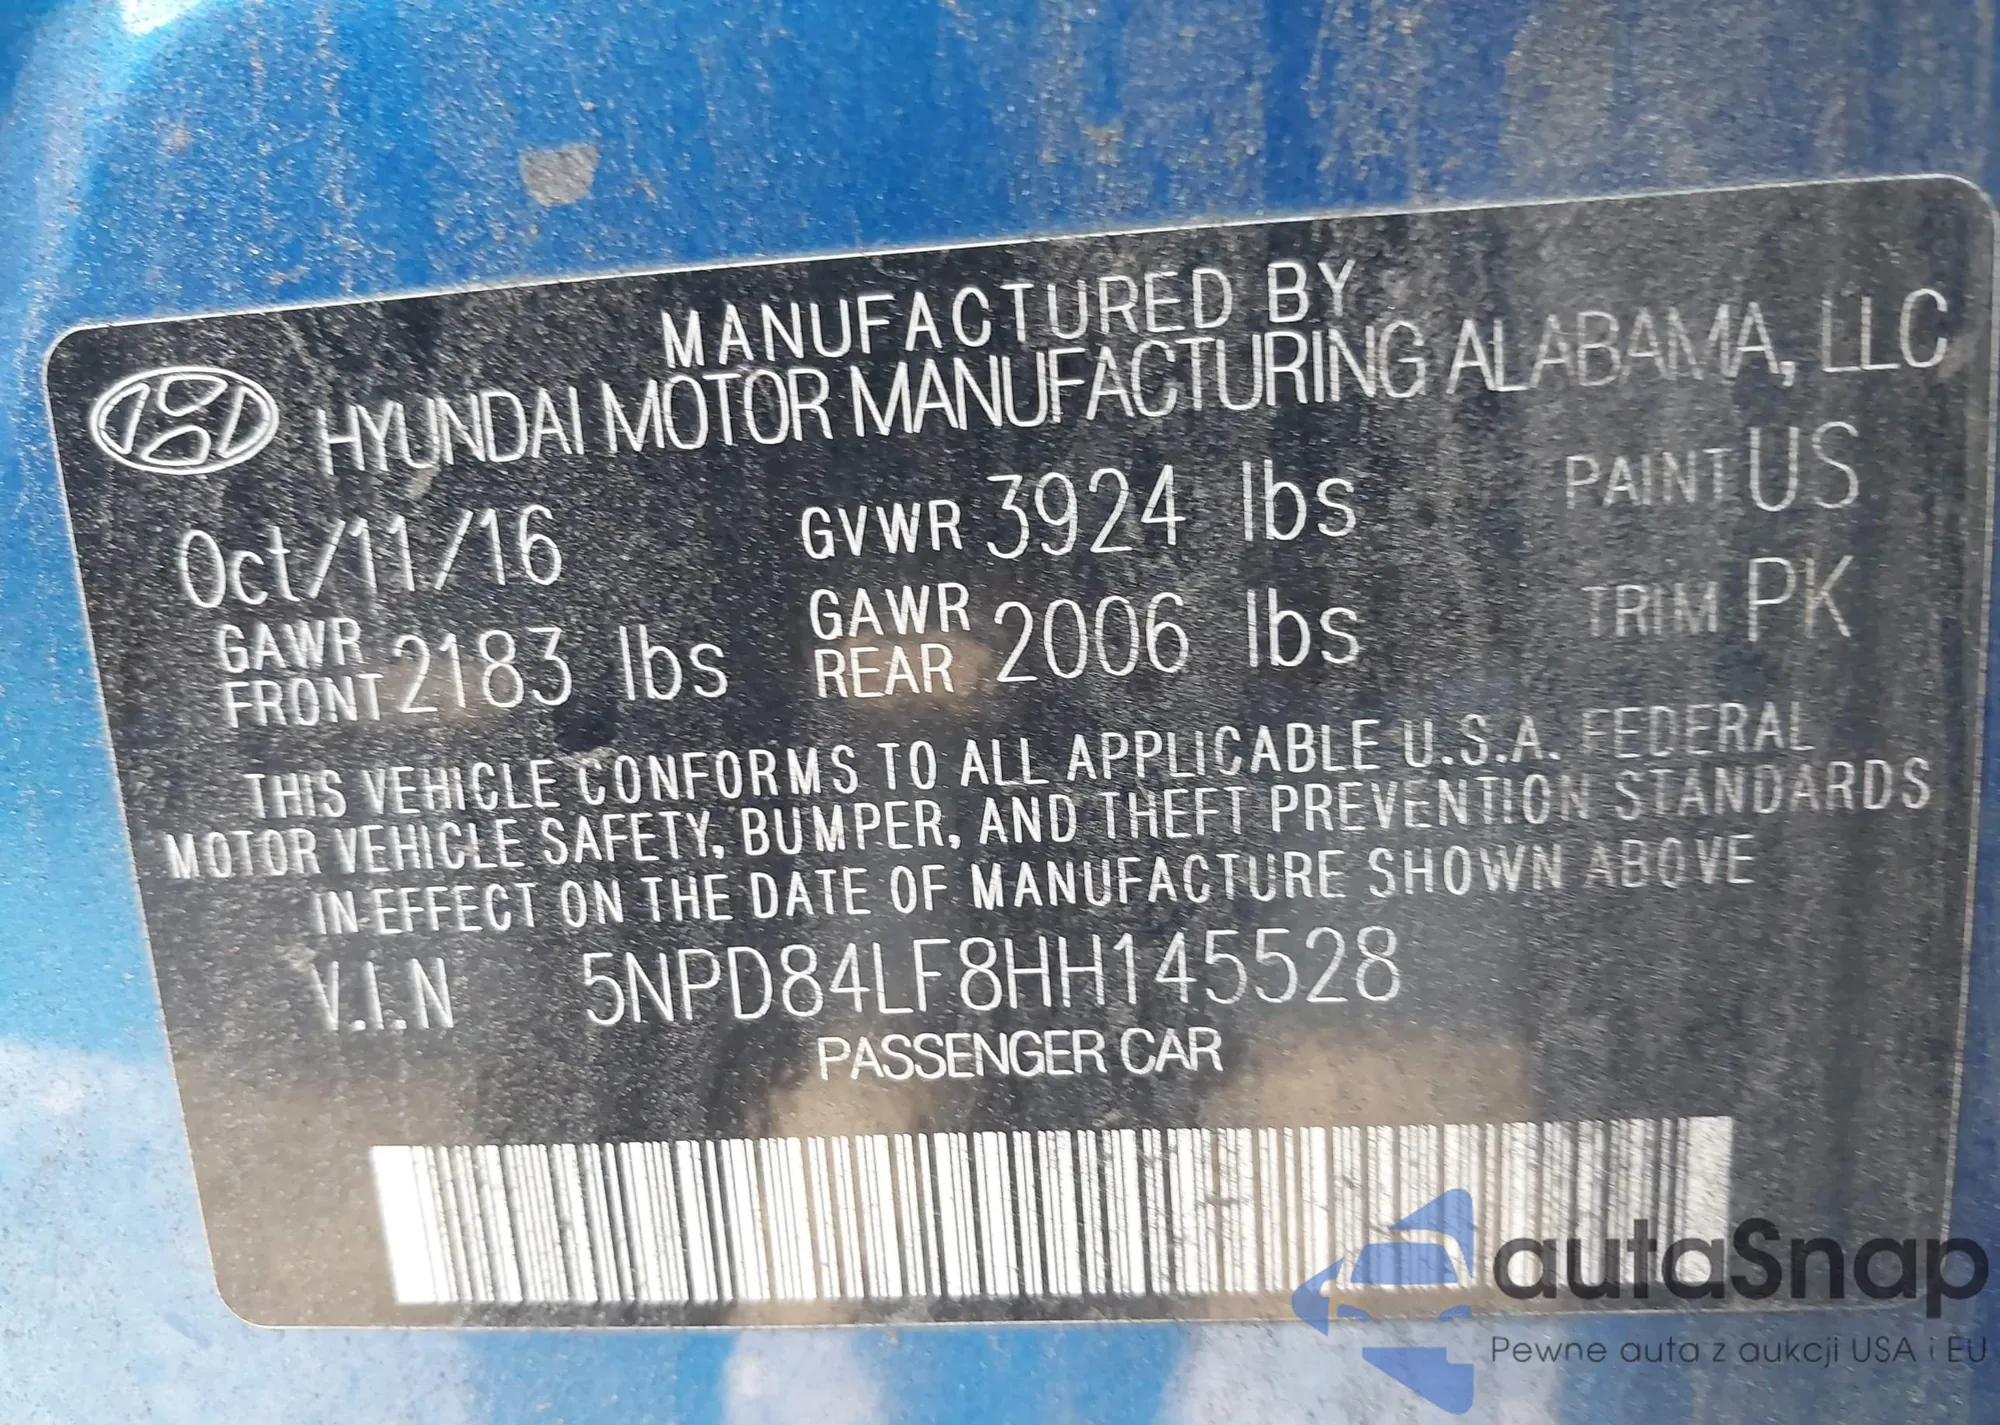 MANUFACTURED BY
HYUNDAI MOTOR MANUFACTURING ALABAMA, LLC
Oct/11/16 GVWR 3924 lbs PAINT US
GAWR FRONT 2183 lbs GAWR REAR 2006 lbs TRIM PK
THIS VEHICLE CONFORMS TO ALL APPLICABLE U.S.A. FEDERAL
MOTOR VEHICLE SAFETY, BUMPER, AND THEFT PREVENTION STANDARDS
IN EFFECT ON THE DATE OF MANUFACTURE SHOWN ABOVE
V.I.N 5NPD84LF8HH145528
PASSENGER CAR
autaSnap
Pewne auta z aukcji USA i EU